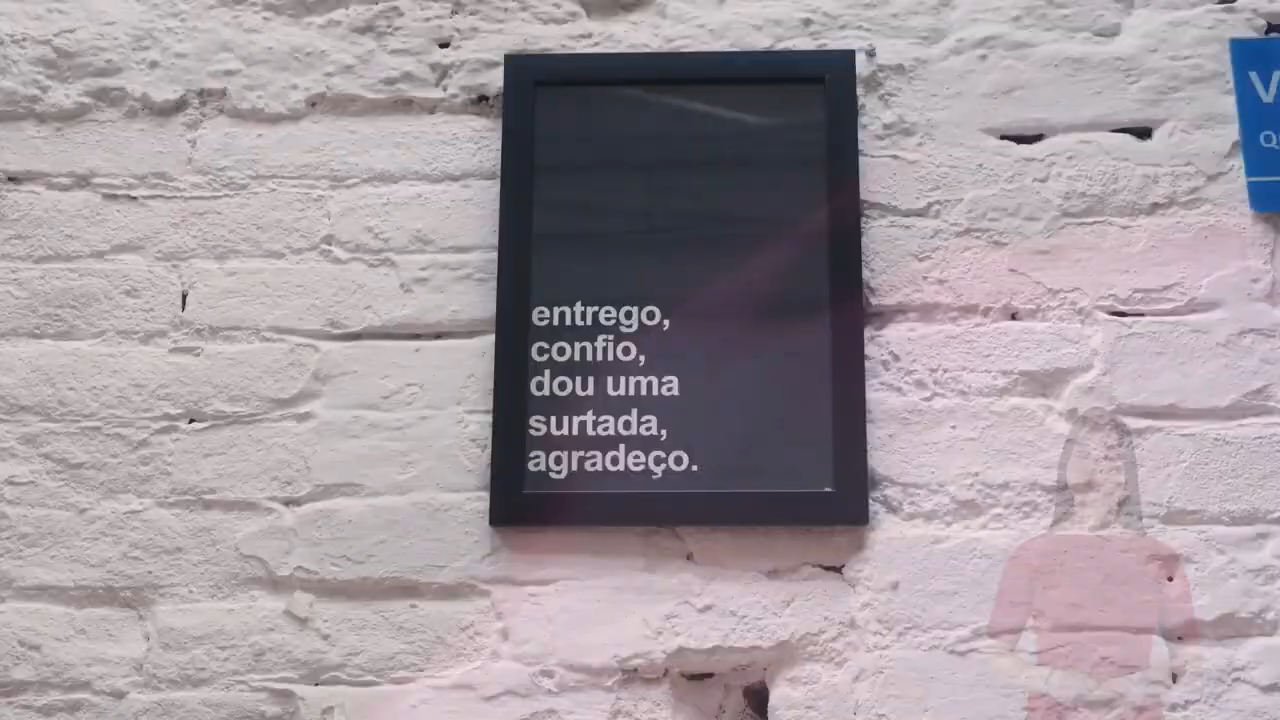 entrego,
confio,
dou uma
surtada,
agradeço.